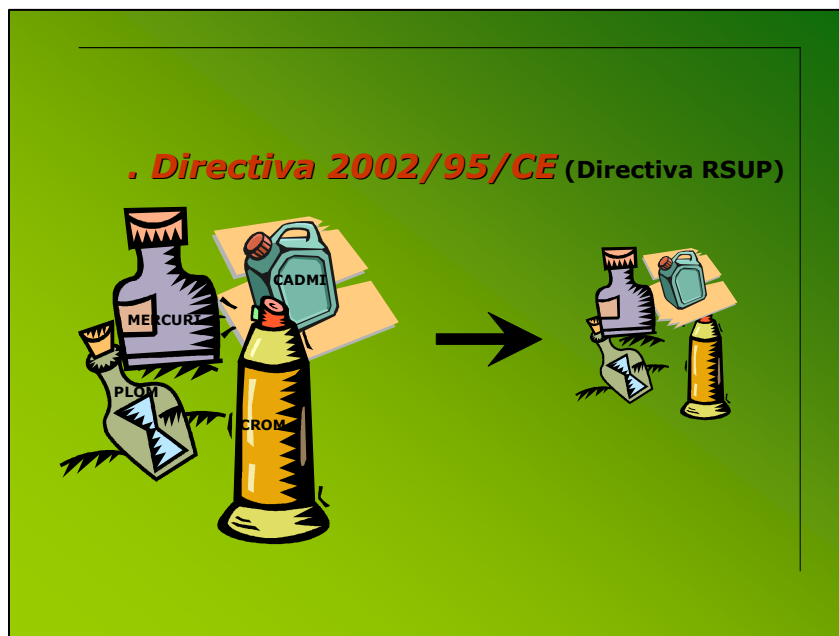 . Directiva 2002/95/CE (Directiva RSUP)
CADMI
MERCURI
PLOM
CROM